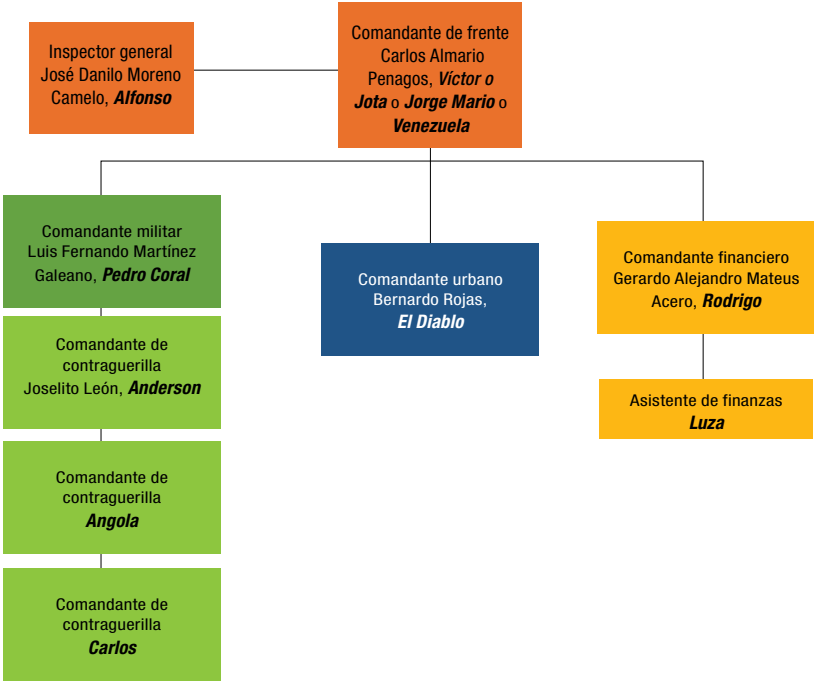 Inspector general
José Danilo Moreno
Camelo, Alfonso
Comandante de frente
Carlos Almario
Penagos, Víctor o
Jota o Jorge Mario o
Venezuela
Comandante militar
Luis Fernando Martínez
Galeano, Pedro Coral
Comandante urbano
Bernardo Rojas,
El Diablo
Comandante financiero
Gerardo Alejandro Mateus
Acero, Rodrigo
Comandante de
contraguerilla
Joselito León, Anderson
Asistente de finanzas
Luza
Comandante de
contraguerilla
Angola
Comandante de
contraguerilla
Carlos